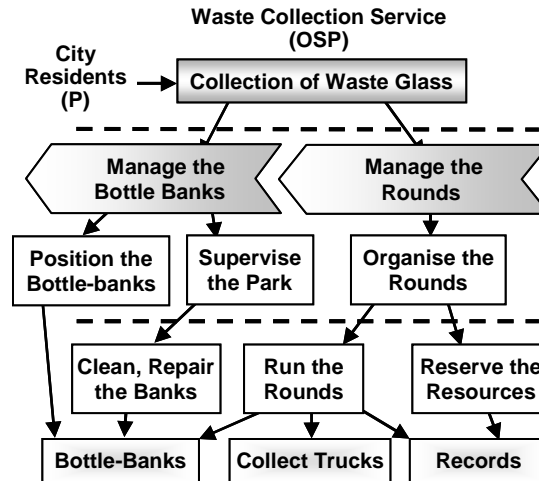 Waste Collection Service
(OSP)
City
Residents
(P)
Collection of Waste Glass
Manage the
Bottle Banks
Manage the
Rounds
Position the
Bottle-banks
Supervise
the Park
Organise the
Rounds
Clean, Repair
the Banks
Run the
Rounds
Reserve the
Resources
Bottle-Banks
Collect Trucks
Records